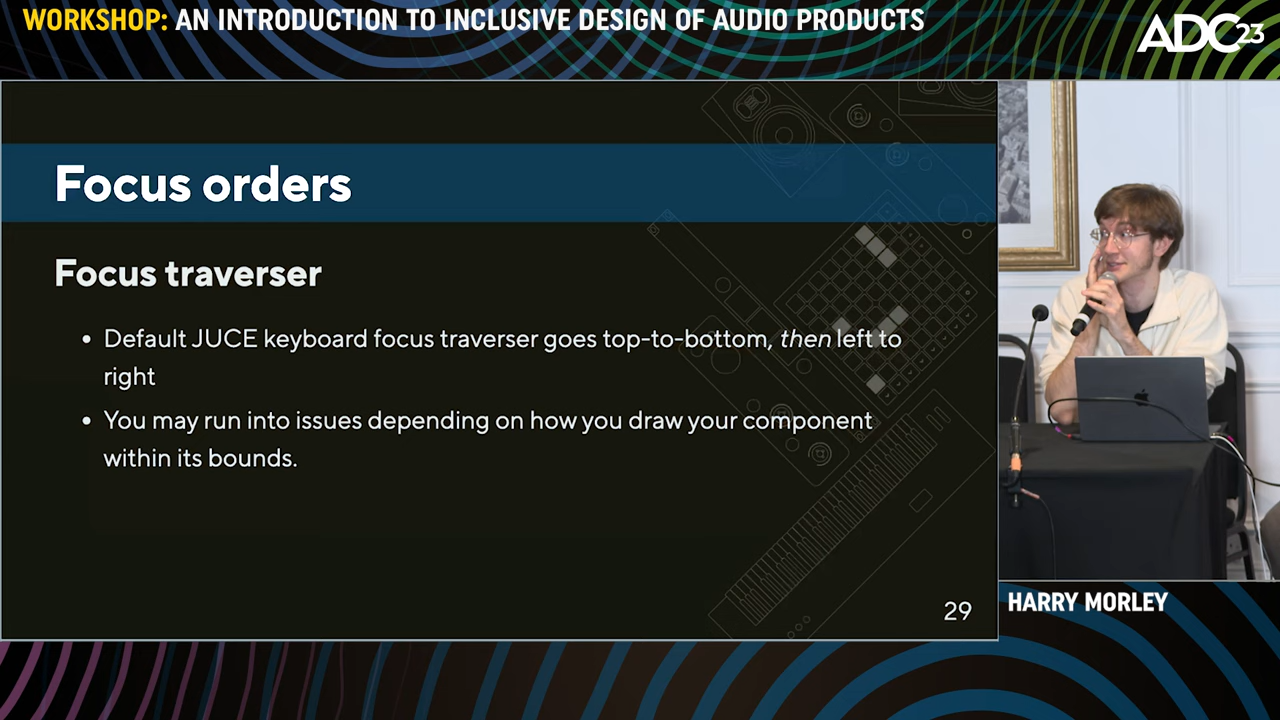 WORKSHOP: AN INTRODUCTION TO INCLUSIVE DESIGN OF AUDIO PRODUCTS
ADC23
Focus orders
Focus traverser
• Default JUCE keyboard focus traverser goes top-to-bottom, then left to
right
• You may run into issues depending on how you draw your component
within its bounds.
29
HARRY MORLEY